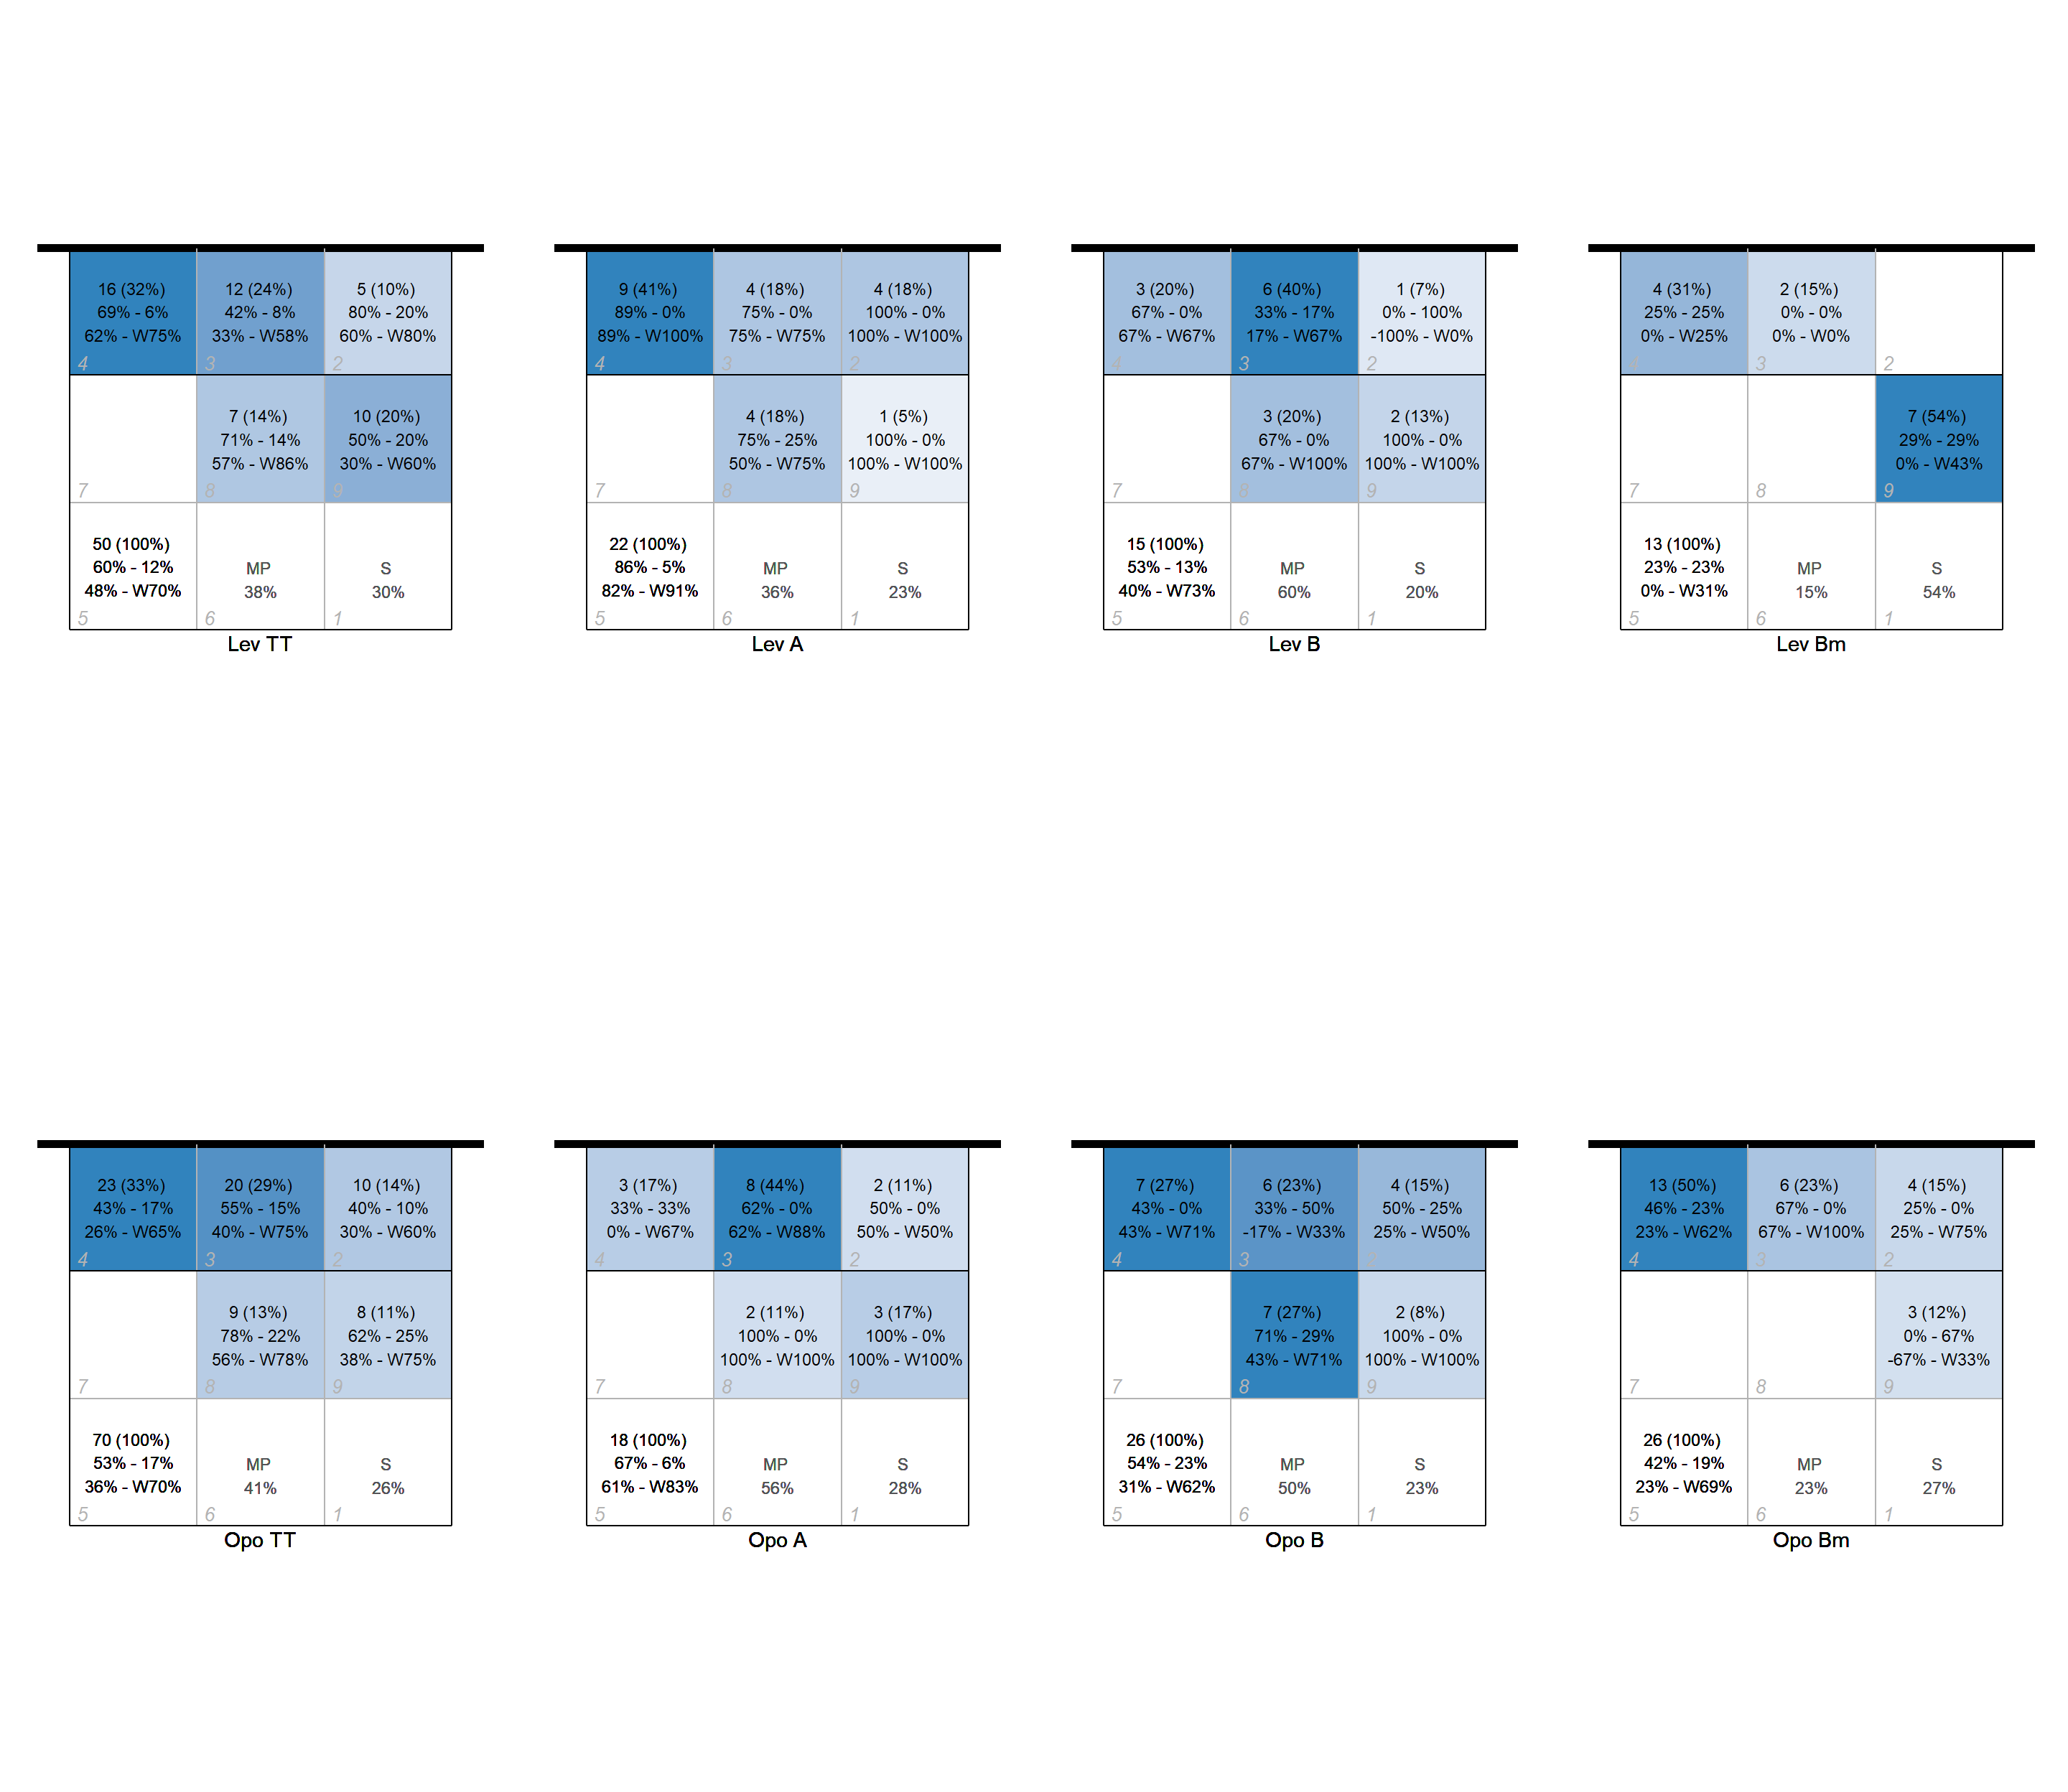 16 (32%)
69% - 6%
62% - W75%
4
12 (24%)
42% - 8%
33% - W58%
3
5 (10%)
80% - 20%
60% - W80%
2
7
7 (14%)
71% - 14%
57% - W86%
8
10 (20%)
50% - 20%
30% - W60%
9
50 (100%)
60% - 12%
48% - W70%
5
MP
38%
6
S
30%
1
Lev TT
9 (41%)
89% - 0%
89% - W100%
4
4 (18%)
75% - 0%
75% - W75%
3
4 (18%)
100% - 0%
100% - W100%
2
7
4 (18%)
75% - 25%
50% - W75%
8
1 (5%)
100% - 0%
100% - W100%
9
22 (100%)
86% - 5%
82% - W91%
5
MP
36%
6
S
23%
1
Lev A
3 (20%)
67% - 0%
67% - W67%
4
6 (40%)
33% - 17%
17% - W67%
3
1 (7%)
0% - 100%
-100% - W0%
2
7
3 (20%)
67% - 0%
67% - W100%
8
2 (13%)
100% - 0%
100% - W100%
9
15 (100%)
53% - 13%
40% - W73%
5
MP
60%
6
S
20%
1
Lev B
4 (31%)
25% - 25%
0% - W25%
4
2 (15%)
0% - 0%
0% - W0%
3
2
7
8
7 (54%)
29% - 29%
0% - W43%
9
13 (100%)
23% - 23%
0% - W31%
5
MP
15%
6
S
54%
1
Lev Bm
23 (33%)
43% - 17%
26% - W65%
4
20 (29%)
55% - 15%
40% - W75%
3
10 (14%)
40% - 10%
30% - W60%
2
7
9 (13%)
78% - 22%
56% - W78%
8
8 (11%)
62% - 25%
38% - W75%
9
70 (100%)
53% - 17%
36% - W70%
5
MP
41%
6
S
26%
1
Opo TT
3 (17%)
33% - 33%
0% - W67%
4
8 (44%)
62% - 0%
62% - W88%
3
2 (11%)
50% - 0%
50% - W50%
2
7
2 (11%)
100% - 0%
100% - W100%
8
3 (17%)
100% - 0%
100% - W100%
9
18 (100%)
67% - 6%
61% - W83%
5
MP
56%
6
S
28%
1
Opo A
7 (27%)
43% - 0%
43% - W71%
4
6 (23%)
33% - 50%
-17% - W33%
3
4 (15%)
50% - 25%
25% - W50%
7
7 (27%)
71% - 29%
43% - W71%
8
2 (8%)
100% - 0%
100% - W100%
9
26 (100%)
54% - 23%
31% - W62%
5
MP
50%
6
S
23%
1
Opo B
13 (50%)
46% - 23%
23% - W62%
4
6 (23%)
67% - 0%
67% - W100%
3
4 (15%)
25% - 0%
25% - W75%
2
7
8
3 (12%)
0% - 67%
-67% - W33%
9
26 (100%)
42% - 19%
23% - W69%
5
MP
23%
6
S
27%
1
Opo Bm